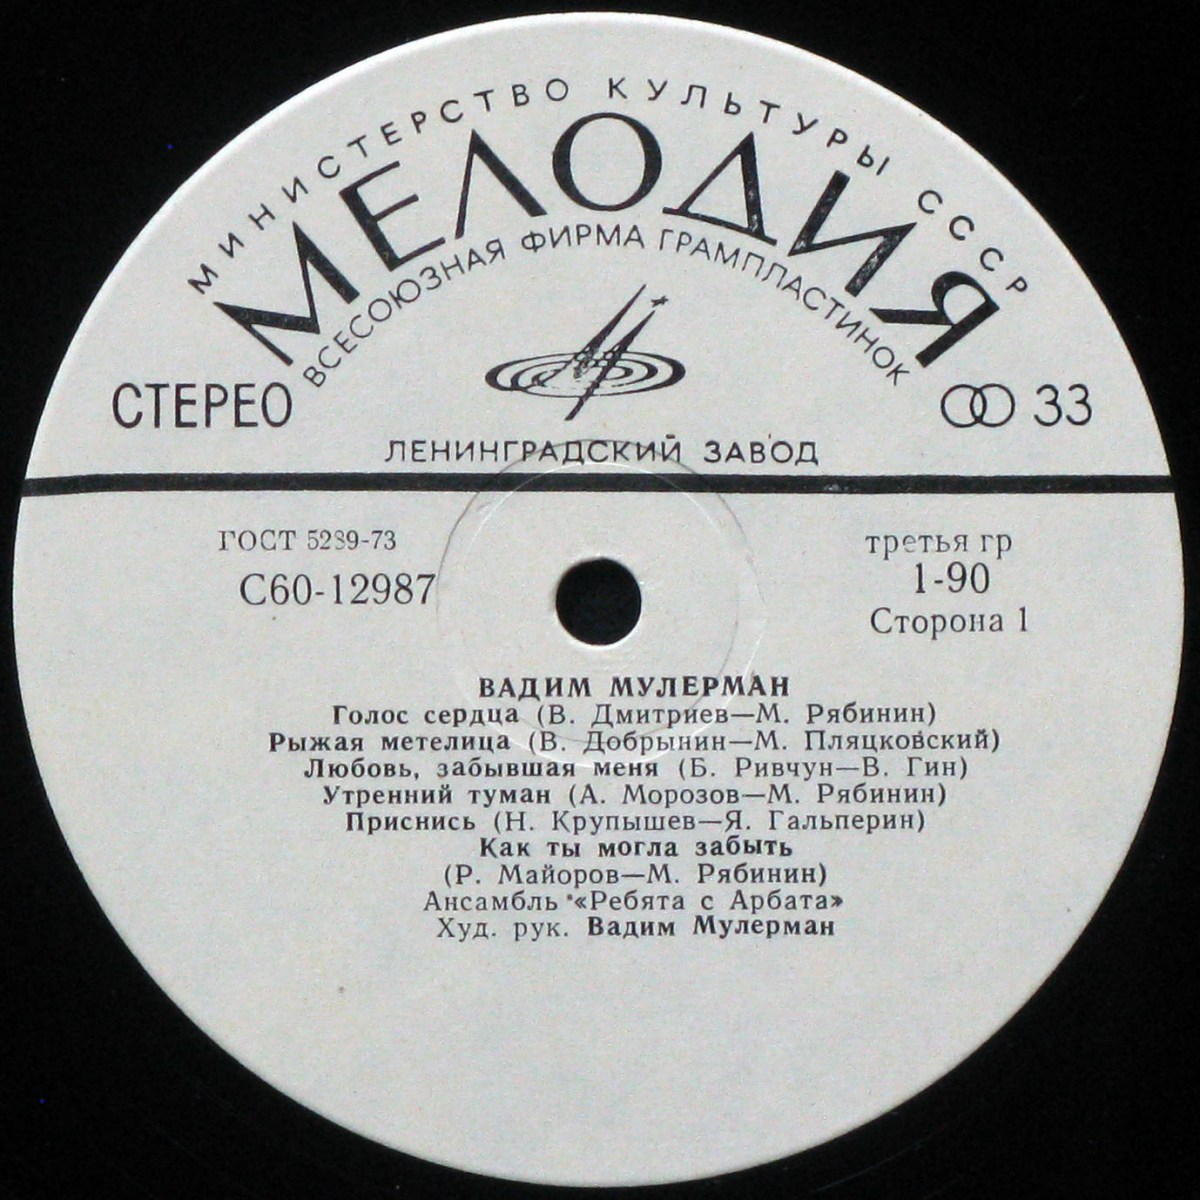 МИНИСТЕРСТВО КУЛЬТУРЫ СССР
МЕЛОДИЯ
ВСЕСОЮЗНАЯ ФИРМА ГРАМПЛАСТИНОК
СТЕРЕО
33
ЛЕНИНГРАДСКИЙ ЗАВОД
ГОСТ 5289-73
С60-12987
третья гр
1-90
Сторона 1
ВАДИМ МУЛЕРМАН
Голос сердца (В. Дмитриев—М. Рябинин)
Рыжая метелица (В. Добрынин—М. Пляцковский)
Любовь, забывшая меня (Б. Ривчун—В. Гин)
Утренний туман (А. Морозов—М. Рябинин)
Приснись (Н. Крупышев—Я. Гальперин)
Как ты могла забыть
(Р. Майоров—М. Рябинин)
Ансамбль «Ребята с Арбата»
Худ. рук. Вадим Мулерман